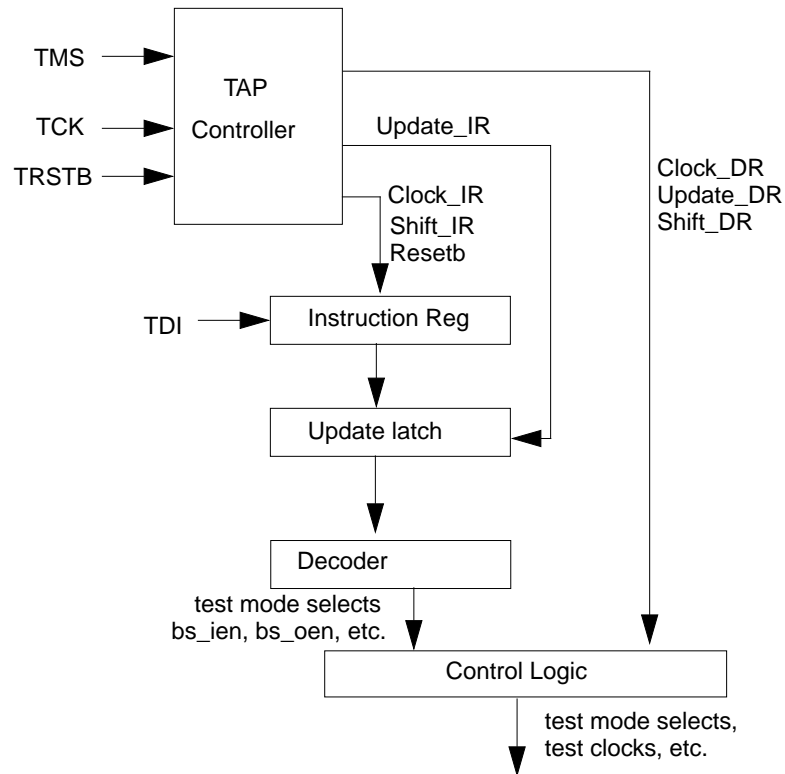 TMS
TAP
Controller
TCK
TRSTB
Update_IR
Clock_IR
Shift_IR
Resetb
Clock_DR
Update_DR
Shift_DR
TDI
Instruction Reg
Update latch
Decoder
test mode selects
bs_ien, bs_oen, etc.
Control Logic
test mode selects,
test clocks, etc.